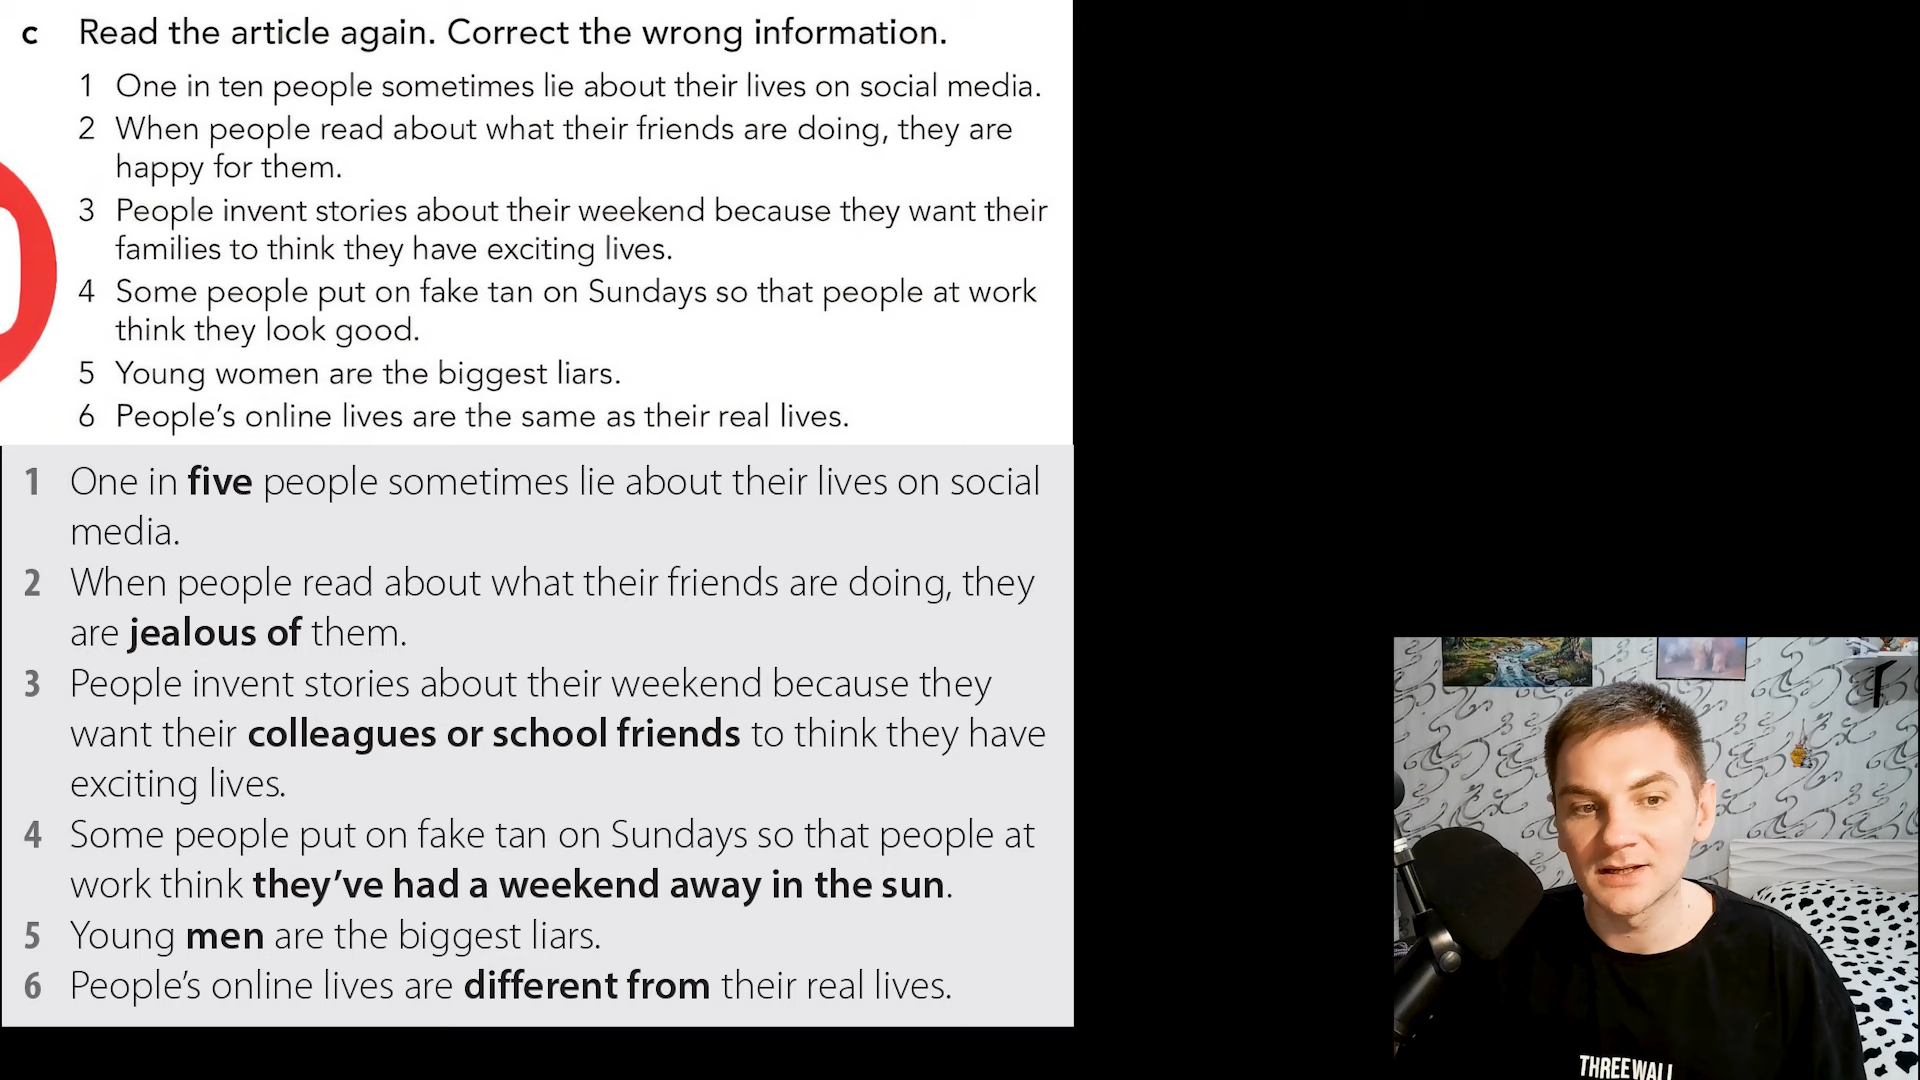 c Read the article again. Correct the wrong information.
1 One in ten people sometimes lie about their lives on social media.
2 When people read about what their friends are doing, they are
happy for them.
3 People invent stories about their weekend because they want their
families to think they have exciting lives.
4 Some people put on fake tan on Sundays so that people at work
think they look good.
5 Young women are the biggest liars.
6 People’s online lives are the same as their real lives.
1 One in five people sometimes lie about their lives on social
media.
2 When people read about what their friends are doing, they
are jealous of them.
3 People invent stories about their weekend because they
want their colleagues or school friends to think they have
exciting lives.
4 Some people put on fake tan on Sundays so that people at
work think they’ve had a weekend away in the sun.
5 Young men are the biggest liars.
6 People’s online lives are different from their real lives.
THREEWALL